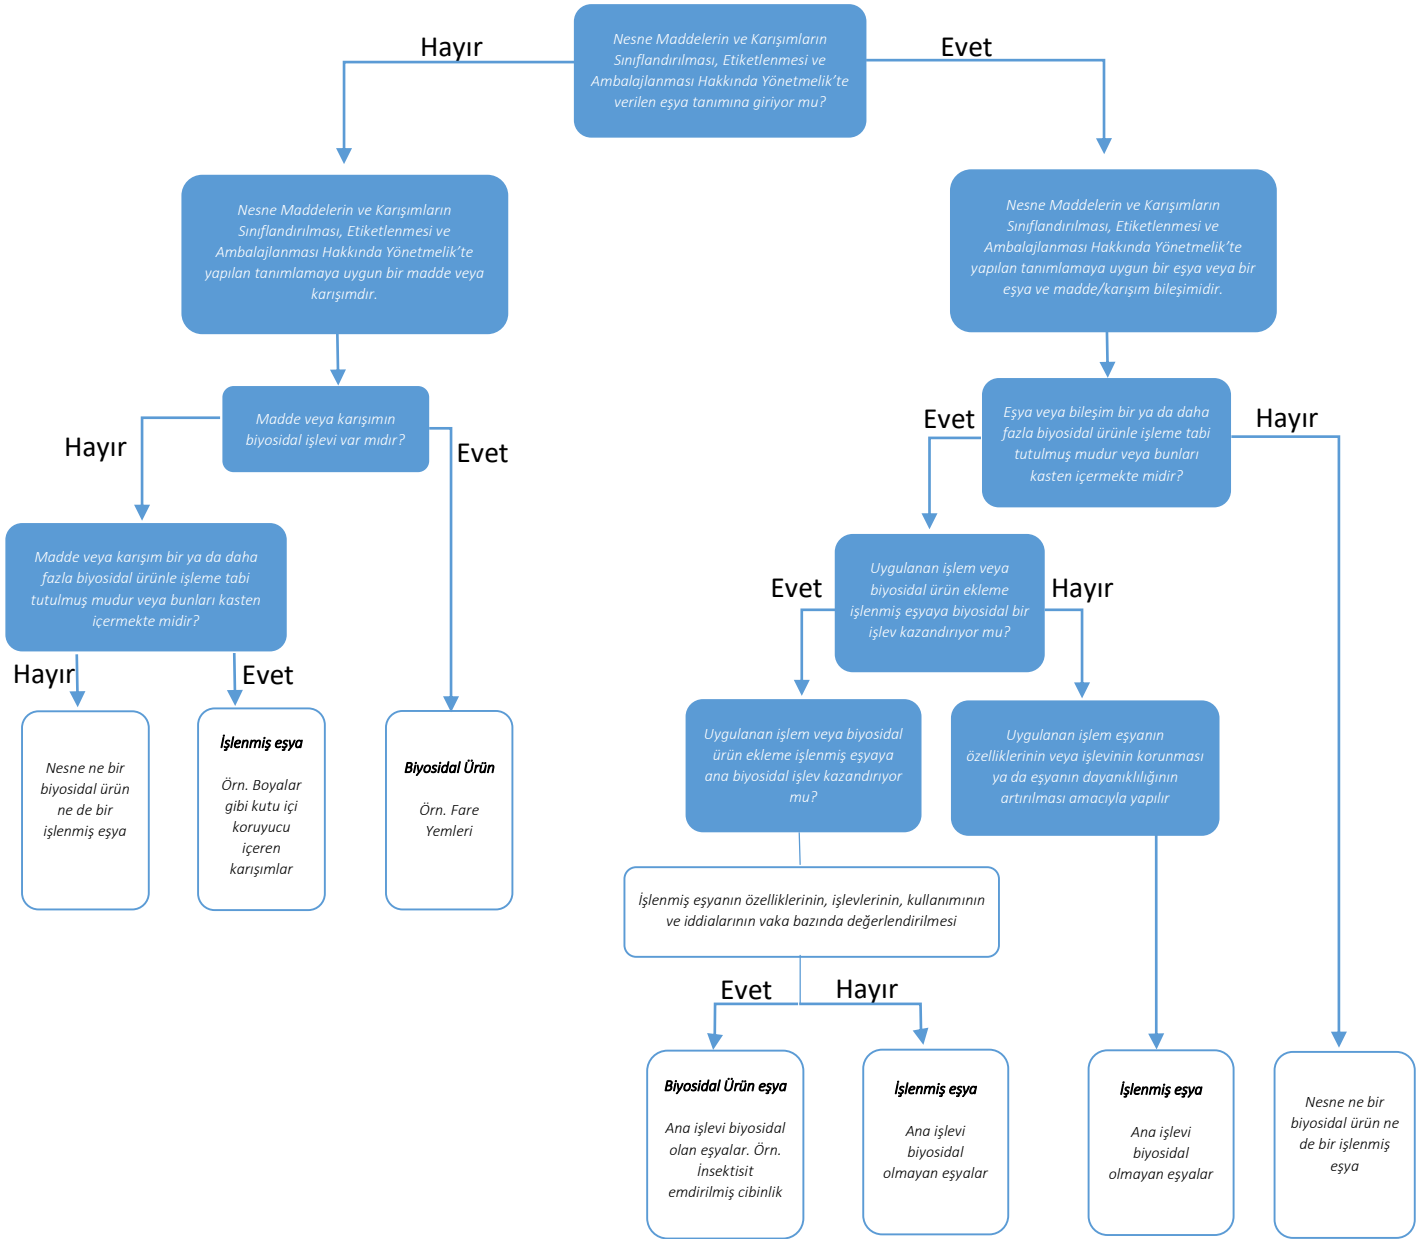 Hayır
Nesne Maddelerin ve Karışımların
Sınıflandırılması, Etiketlenmesi ve
Ambalajlanması Hakkında Yönetmelik’te
verilen eşya tanımına giriyor mu?
Evet
Nesne Maddelerin ve Karışımların
Sınıflandırılması, Etiketlenmesi ve
Ambalajlanması Hakkında Yönetmelik’te
yapılan tanımlamaya uygun bir madde veya
karışımdır.
Nesne Maddelerin ve Karışımların
Sınıflandırılması, Etiketlenmesi ve
Ambalajlanması Hakkında Yönetmelik’te
yapılan tanımlamaya uygun bir eşya veya bir
eşya ve madde/karışım bileşimidir.
Hayır
Madde veya karışımın
biyosidal işlevi var mıdır?
Evet
Evet
Eşya veya bileşim bir ya da daha
fazla biyosidal ürünle işleme tabi
tutulmuş mudur veya bunları
kasten içermekte midir?
Hayır
Madde veya karışım bir ya da daha
fazla biyosidal ürünle işleme tabi
tutulmuş mudur veya bunları kasten
içermekte midir?
Evet
Uygulanan işlem veya
biyosidal ürün ekleme
işlenmiş eşyaya biyosidal bir
işlev kazandırıyor mu?
Hayır
Hayır
Evet
Nesne ne bir
biyosidal ürün
ne de bir
işlenmiş eşya
İşlenmiş eşya
Örn. Boyalar
gibi kutu içi
koruyucu
içeren
karışımlar
Biyosidal Ürün
Örn. Fare
Yemleri
Uygulanan işlem veya biyosidal
ürün ekleme işlenmiş eşyaya
ana biyosidal işlev kazandırıyor
mu?
Uygulanan işlem eşyanın
özelliklerinin veya işlevinin korunması
ya da eşyanın dayanıklılığının
artırılması amacıyla yapılır
İşlenmiş eşyanın özelliklerinin, işlevlerinin, kullanımının
ve iddialarının vaka bazında değerlendirilmesi
Evet
Hayır
Biyosidal Ürün eşya
Ana işlevi biyosidal
olan eşyalar. Örn.
İnsektisit
emdirilmiş cibinlik
İşlenmiş eşya
Ana işlevi
biyosidal
olmayan eşyalar
İşlenmiş eşya
Ana işlevi
biyosidal
olmayan eşyalar
Nesne ne bir
biyosidal ürün ne
de bir işlenmiş
eşya